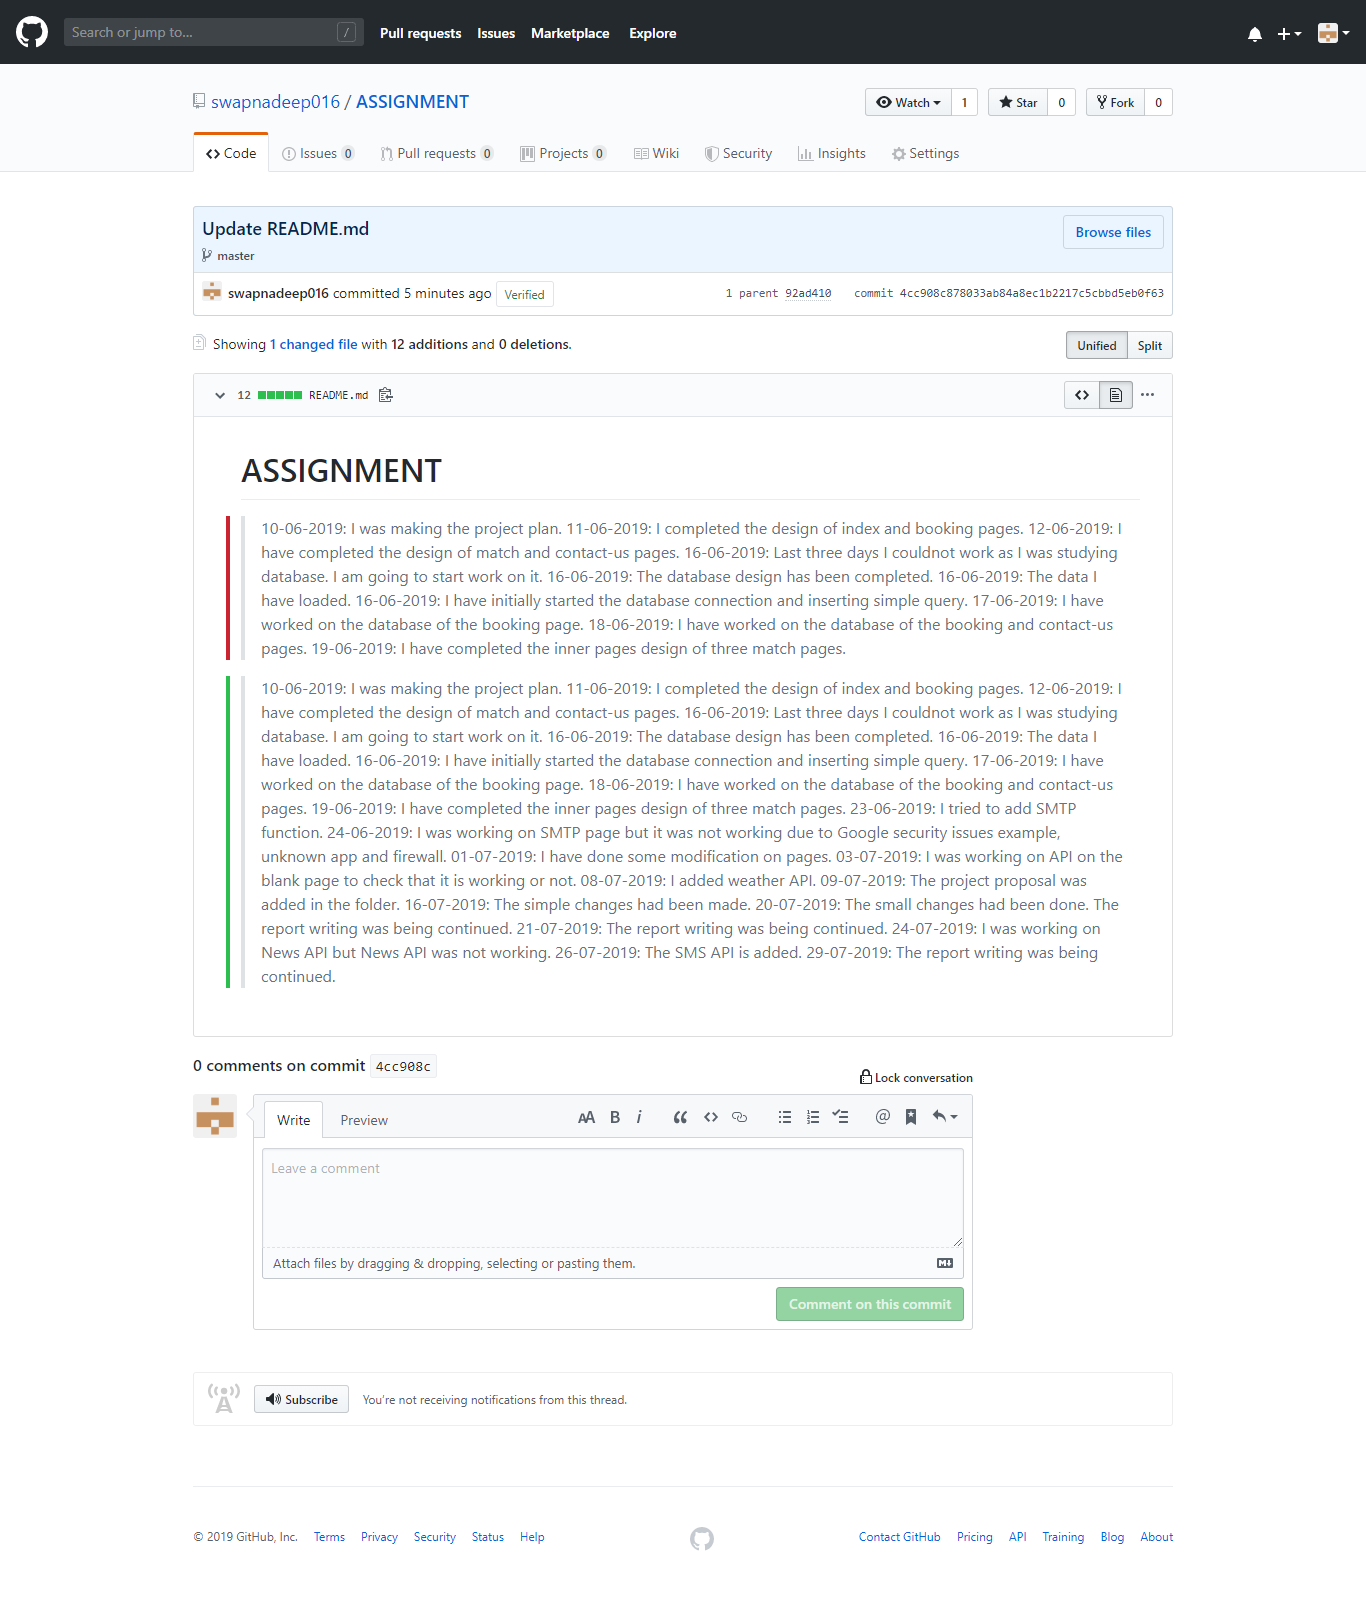 Search or jump to... /
Pull requests Issues Marketplace Explore
swapnadeep016 / ASSIGNMENT
Watch 1 Star 0 Fork 0
Code Issues 0 Pull requests 0 Projects 0 Wiki Security Insights Settings
Update README.md
Browse files
master
swapnadeep016 committed 5 minutes ago Verified 1 parent 92ad410 commit 4cc908c878033ab84a8ec1b2217c5cbbd5eb0f63
Showing 1 changed file with 12 additions and 0 deletions.
Unified Split
12 README.md
ASSIGNMENT
10-06-2019: I was making the project plan. 11-06-2019: I completed the design of index and booking pages. 12-06-2019: I
have completed the design of match and contact-us pages. 16-06-2019: Last three days I couldnot work as I was studying
database. I am going to start work on it. 16-06-2019: The database design has been completed. 16-06-2019: The data I
have loaded. 16-06-2019: I have initially started the database connection and inserting simple query. 17-06-2019: I have
worked on the database of the booking page. 18-06-2019: I have worked on the database of the booking and contact-us
pages. 19-06-2019: I have completed the inner pages design of three match pages.
10-06-2019: I was making the project plan. 11-06-2019: I completed the design of index and booking pages. 12-06-2019: I
have completed the design of match and contact-us pages. 16-06-2019: Last three days I couldnot work as I was studying
database. I am going to start work on it. 16-06-2019: The database design has been completed. 16-06-2019: The data I
have loaded. 16-06-2019: I have initially started the database connection and inserting simple query. 17-06-2019: I have
worked on the database of the booking page. 18-06-2019: I have worked on the database of the booking and contact-us
pages. 19-06-2019: I have completed the inner pages design of three match pages. 23-06-2019: I tried to add SMTP
function. 24-06-2019: I was working on SMTP page but it was not working due to Google security issues example,
unknown app and firewall. 01-07-2019: I have done some modification on pages. 03-07-2019: I was working on API on the
blank page to check that it is working or not. 08-07-2019: I added weather API. 09-07-2019: The project proposal was
added in the folder. 16-07-2019: The simple changes had been made. 20-07-2019: The small changes had been done. The
report writing was being continued. 21-07-2019: The report writing was being continued. 24-07-2019: I was working on
News API but News API was not working. 26-07-2019: The SMS API is added. 29-07-2019: The report writing was being
continued.
0 comments on commit 4cc908c
Lock conversation
Write Preview AA B i @
Leave a comment
Attach files by dragging & dropping, selecting or pasting them.
Comment on this commit
Subscribe You're not receiving notifications from this thread.
© 2019 GitHub, Inc. Terms Privacy Security Status Help Contact GitHub Pricing API Training Blog About